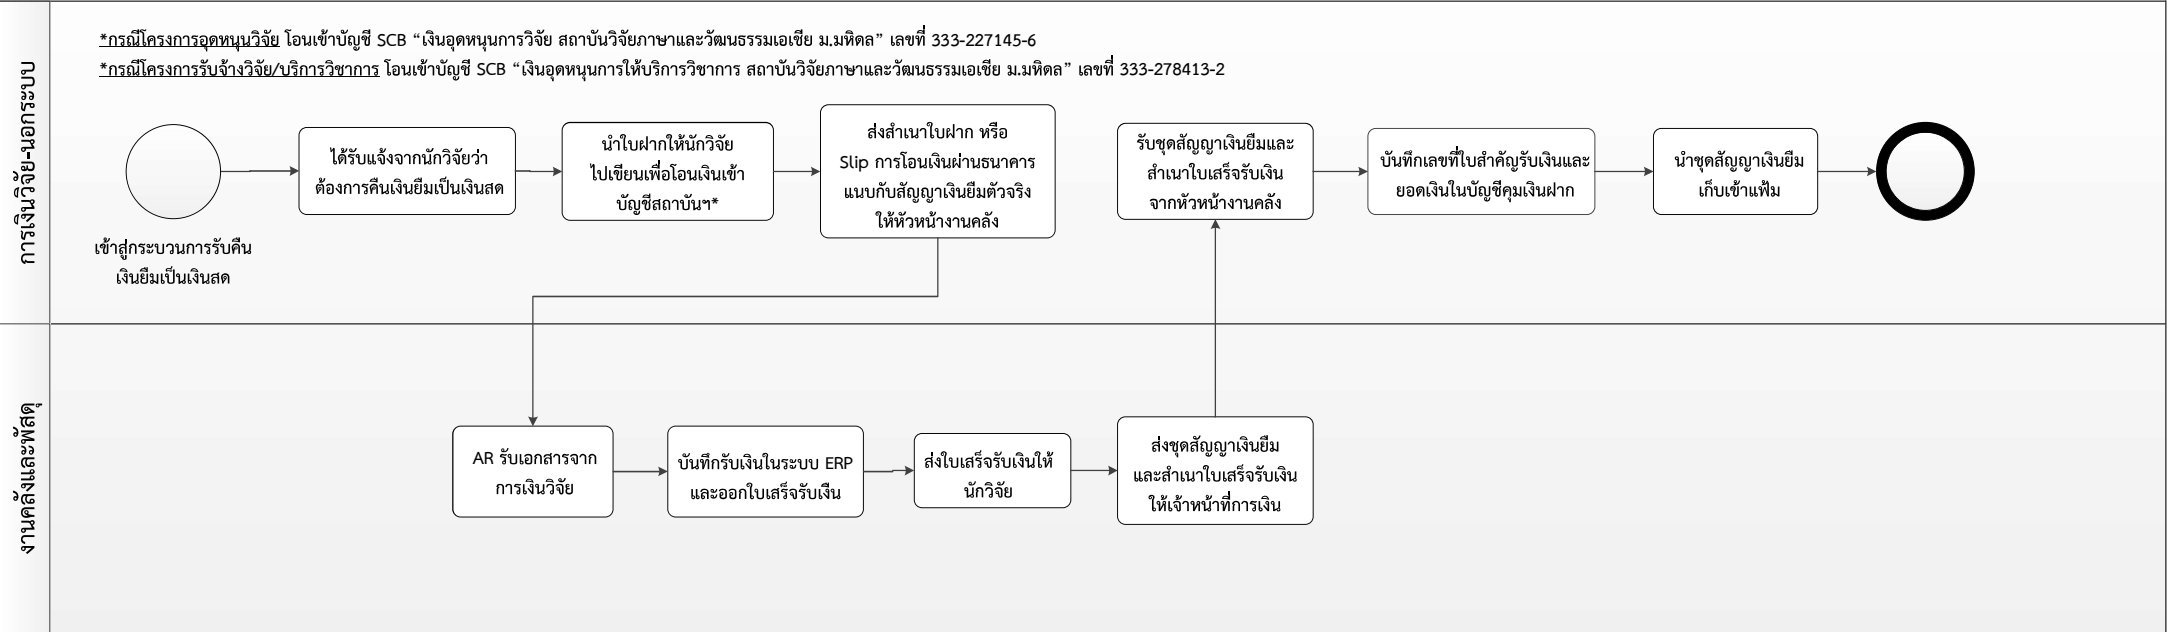 *กรณีโครงการอุดหนุนวิจัย โอนเข้าบัญชี SCB “เงินอุดหนุนการวิจัย สถาบันวิจัยภาษาและวัฒนธรรมเอเชีย ม.มหิดล” เลขที่ 333-227145-6
*กรณีโครงการรับจ้างวิจัย/บริการวิชาการ โอนเข้าบัญชี SCB “เงินอุดหนุนการให้บริการวิชาการ สถาบันวิจัยภาษาและวัฒนธรรมเอเชีย ม.มหิดล” เลขที่ 333-278413-2
การเงินวิจัย-นอกระบบ
เข้าสู่กระบวนการรับคืน
เงินยืมเป็นเงินสด
ได้รับแจ้งจากนักวิจัยว่า
ต้องการคืนเงินยืมเป็นเงินสด
นำใบฝากให้นักวิจัย
ไปเขียนเพื่อโอนเงินเข้า
บัญชีสถาบันฯ*
ส่งสำเนาใบฝาก หรือ
Slip การโอนเงินผ่านธนาคาร
แนบกับสัญญาเงินยืมตัวจริง
ให้หัวหน้างานคลัง
รับชุดสัญญาเงินยืมและ
สำเนาใบเสร็จรับเงิน
จากหัวหน้างานคลัง
บันทึกเลขที่ใบสำคัญรับเงินและ
ยอดเงินในบัญชีคุมเงินฝาก
นำชุดสัญญาเงินยืม
เก็บเข้าแฟ้ม
งานคลังและพัสดุ
AR รับเอกสารจาก
การเงินวิจัย
บันทึกรับเงินในระบบ ERP
และออกใบเสร็จรับเงืน
ส่งใบเสร็จรับเงินให้
นักวิจัย
ส่งชุดสัญญาเงินยืม
และสำเนาใบเสร็จรับเงิน
ให้เจ้าหน้าที่การเงิน